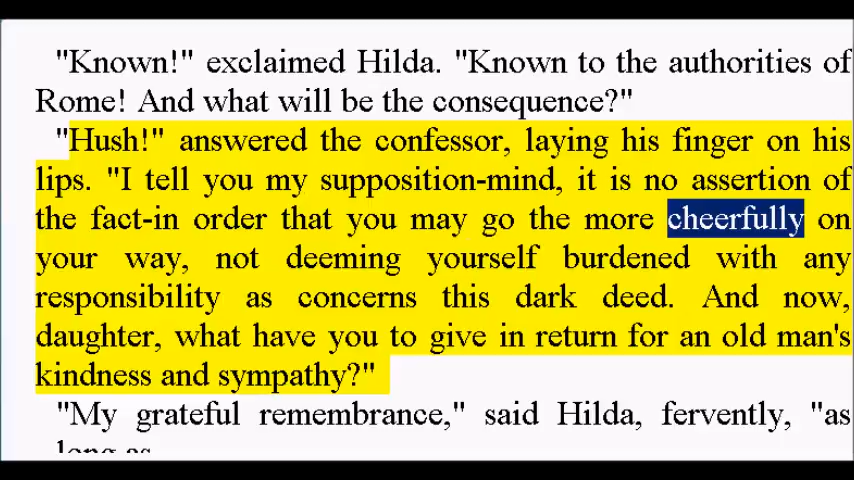 "Known!" exclaimed Hilda. "Known to the authorities of
Rome! And what will be the consequence?"
"Hush!" answered the confessor, laying his finger on his
lips. "I tell you my supposition-mind, it is no assertion of
the fact-in order that you may go the more cheerfully on
your way, not deeming yourself burdened with any
responsibility as concerns this dark deed. And now,
daughter, what have you to give in return for an old man's
kindness and sympathy?"
"My grateful remembrance," said Hilda, fervently, "as
long as